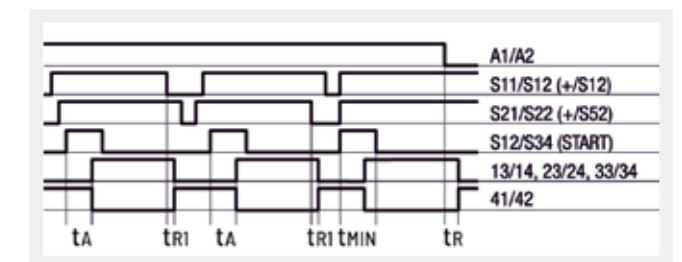 A1/A2
S11/S12 (+/S12)
S21/S22 (+/S52)
S12/S34 (START)
13/14, 23/24, 33/34
41/42
tA tR1 tA tR1 tMIN tR